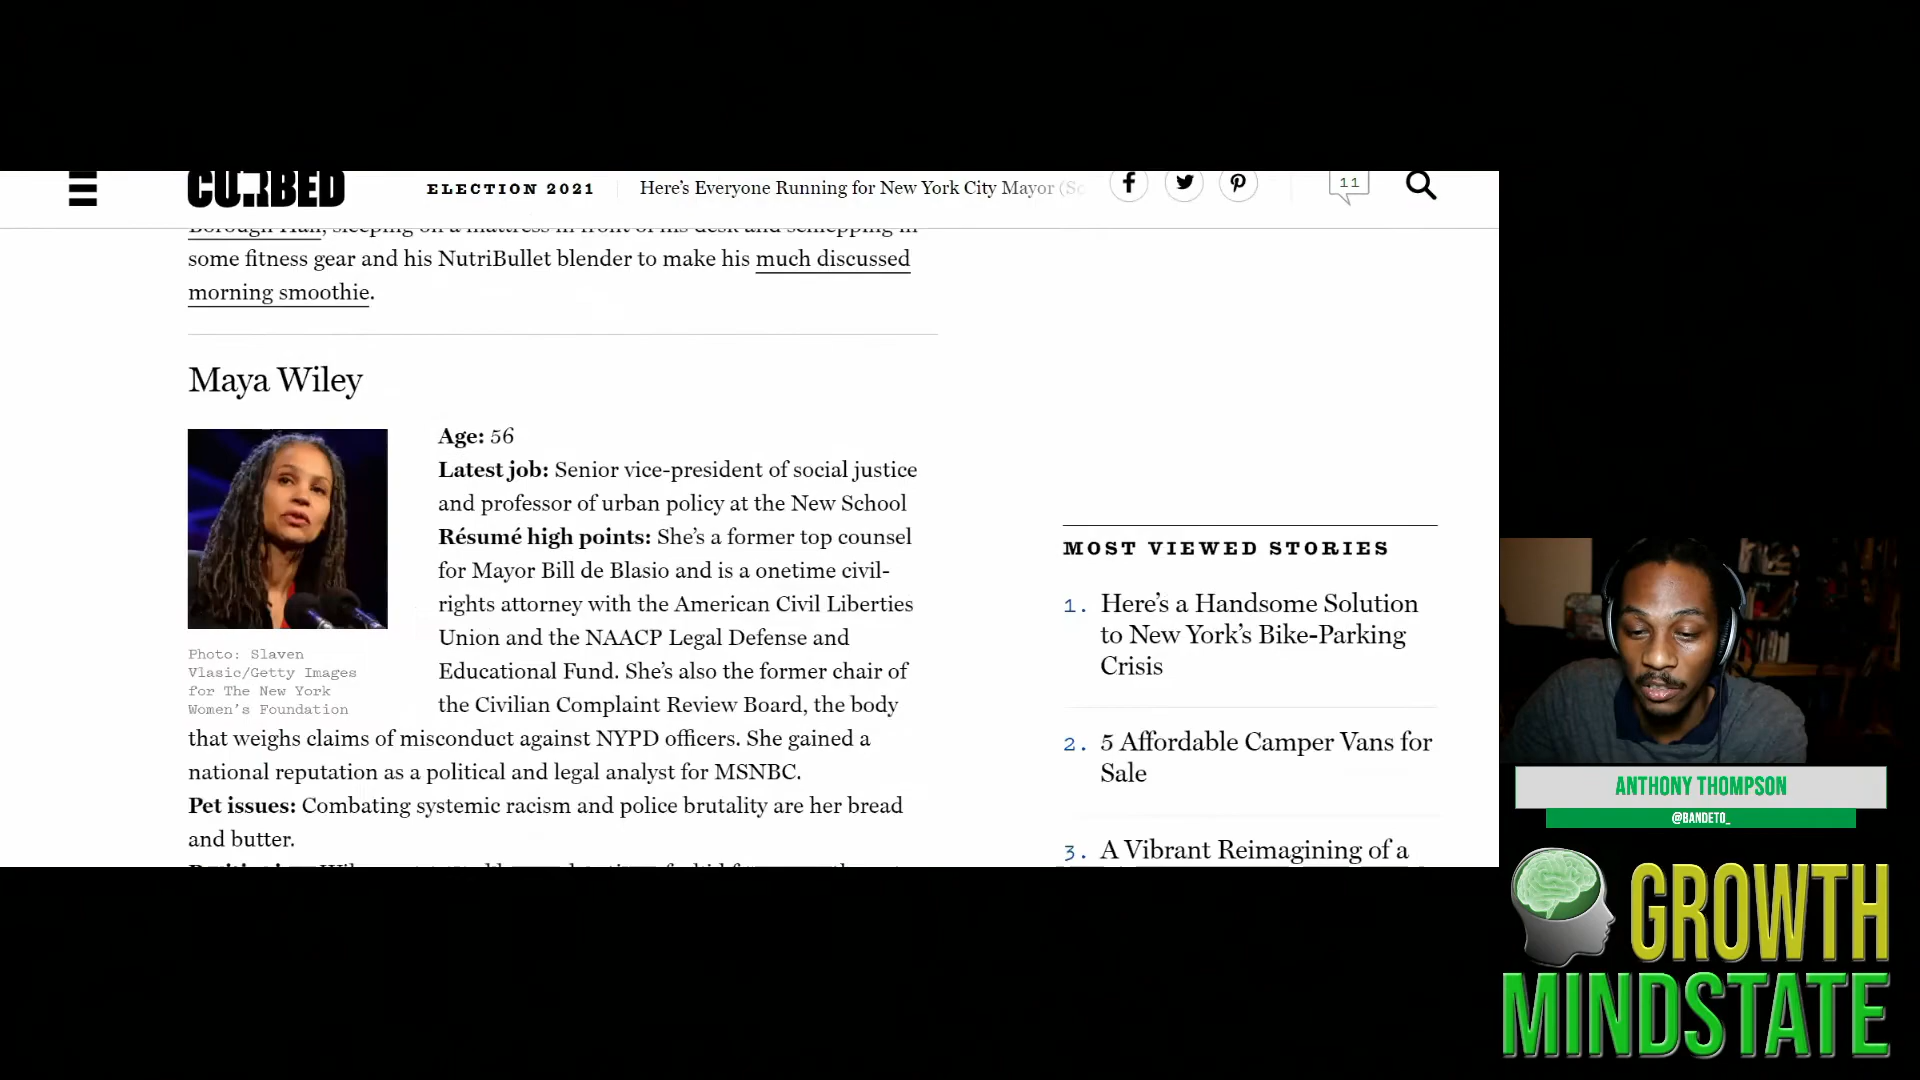 CURBED
ELECTION 2021
Here's Everyone Running for New York City Mayor (So
11
Borough Hall, sleeping on a mattress in front of his desk and schlepping in
some fitness gear and his NutriBullet blender to make his much discussed
morning smoothie.
Maya Wiley
Age: 56
Latest job: Senior vice-president of social justice
and professor of urban policy at the New School
Résumé high points: She's a former top counsel
for Mayor Bill de Blasio and is a onetime civil-
rights attorney with the American Civil Liberties
Union and the NAACP Legal Defense and
Educational Fund. She's also the former chair of
the Civilian Complaint Review Board, the body
that weighs claims of misconduct against NYPD officers. She gained a
national reputation as a political and legal analyst for MSNBC.
Pet issues: Combating systemic racism and police brutality are her bread
and butter.
Photo: Slaven
Vlasic/Getty Images
for The New York
Women's Foundation
MOST VIEWED STORIES
1. Here's a Handsome Solution
to New York's Bike-Parking
Crisis
2. 5 Affordable Camper Vans for
Sale
3. A Vibrant Reimagining of a
ANTHONY THOMPSON
@BANDETO_
GROWTH
MINDSTATE